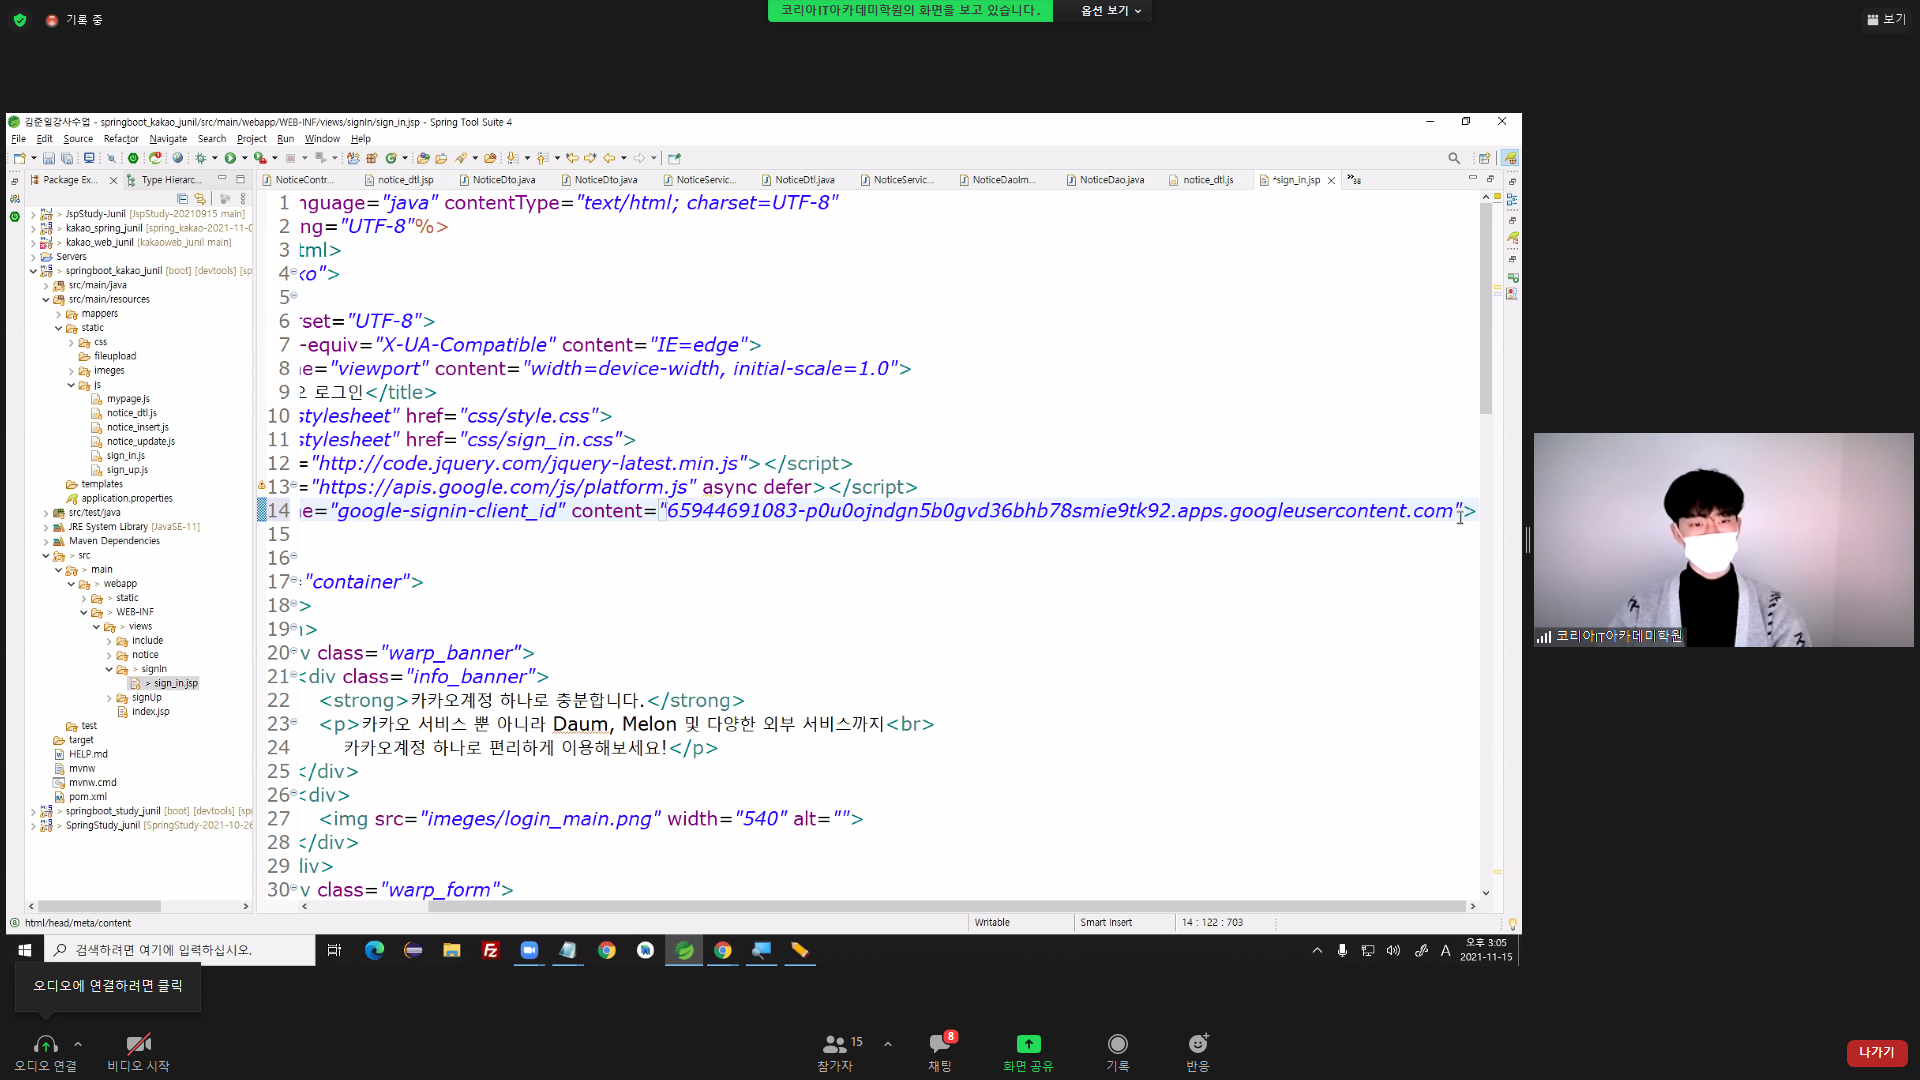 기록 중
코리아IT아카데미학원의 화면을 보고 있습니다.
옵션 보기
보기
김준일강사수업 - springboot_kakao_junil/src/main/webapp/WEB-INF/views/signIn/sign_in.jsp - Spring Tool Suite 4
File Edit Source Refactor Navigate Search Project Run Window Help
Package Ex... Type Hierarc...
NoticeContr... notice_dtl.jsp NoticeDto.java NoticeDto.java NoticeServic... NoticeDtl.java NoticeServic... NoticeDaoIm... NoticeDao.java notice_dtl.js *sign_in.jsp »38
JspStudy-Junil [JspStudy-20210915 main]
kakao_spring_junil [spring_kakao-2021-11-0
kakao_web_junil [kakaoweb_junil main]
Servers
springboot_kakao_junil [boot] [devtools] [sp
src/main/java
src/main/resources
mappers
static
css
fileupload
imeges
js
mypage.js
notice_dtl.js
notice_insert.js
notice_update.js
sign_in.js
sign_up.js
templates
application.properties
src/test/java
JRE System Library [JavaSE-11]
Maven Dependencies
> src
> main
> webapp
> static
> WEB-INF
> views
include
notice
> signIn
> sign_in.jsp
signUp
index.jsp
test
target
HELP.md
mvnw
mvnw.cmd
pom.xml
springboot_study_junil [boot] [devtools] [sp
SpringStudy_junil [SpringStudy-2021-10-26
1 nguage="java" contentType="text/html; charset=UTF-8"
2 ng="UTF-8"%>
3 tml>
4 ko">
5
6 rset="UTF-8">
7 -equiv="X-UA-Compatible" content="IE=edge">
8 ne="viewport" content="width=device-width, initial-scale=1.0">
9 오 로그인</title>
10 stylesheet" href="css/style.css">
11 stylesheet" href="css/sign_in.css">
12 ="http://code.jquery.com/jquery-latest.min.js"></script>
13 ="https://apis.google.com/js/platform.js" async defer></script>
14 ne="google-signin-client_id" content="65944691083-p0u0ojndgn5b0gvd36bhb78smie9tk92.apps.googleusercontent.com">
15
16
17 ="container">
18 >
19 >
20 v class="warp_banner">
21 <div class="info_banner">
22 <strong>카카오계정 하나로 충분합니다.</strong>
23 <p>카카오 서비스 뿐 아니라 Daum, Melon 및 다양한 외부 서비스까지<br>
24 카카오계정 하나로 편리하게 이용해보세요!</p>
25 </div>
26 <div>
27 <img src="imeges/login_main.png" width="540" alt="">
28 </div>
29 div>
30 v class="warp_form">
html/head/meta/content
Writable
Smart Insert
14 : 122 : 703
검색하려면 여기에 입력하십시오.
A
오후 3:05
2021-11-15
코리아IT아카데미학원
오디오에 연결하려면 클릭
오디오 연결
비디오 시작
15
참가자
8
채팅
화면 공유
기록
반응
나가기